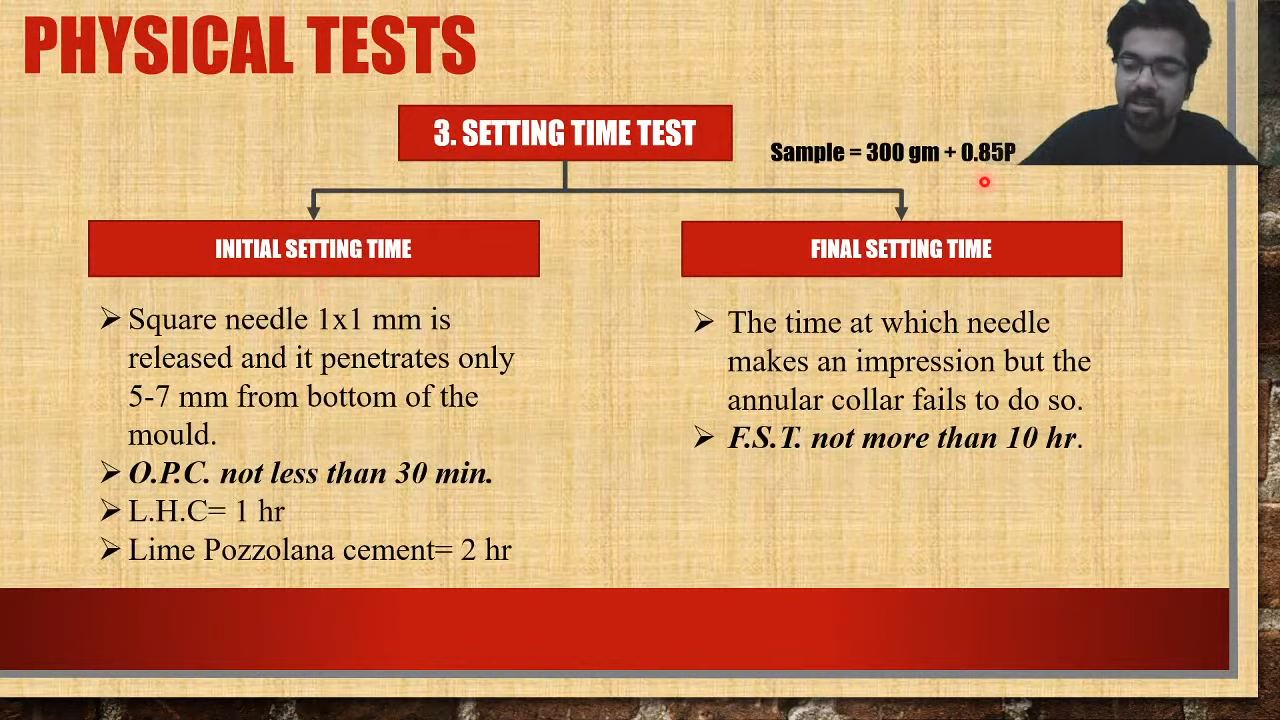 PHYSICAL TESTS
3. SETTING TIME TEST
Sample = 300 gm + 0.85P
INITIAL SETTING TIME
➢ Square needle 1x1 mm is
released and it penetrates only
5-7 mm from bottom of the
mould.
➢ O.P.C. not less than 30 min.
➢ L.H.C= 1 hr
➢ Lime Pozzolana cement= 2 hr
FINAL SETTING TIME
➢ The time at which needle
makes an impression but the
annular collar fails to do so.
➢ F.S.T. not more than 10 hr.